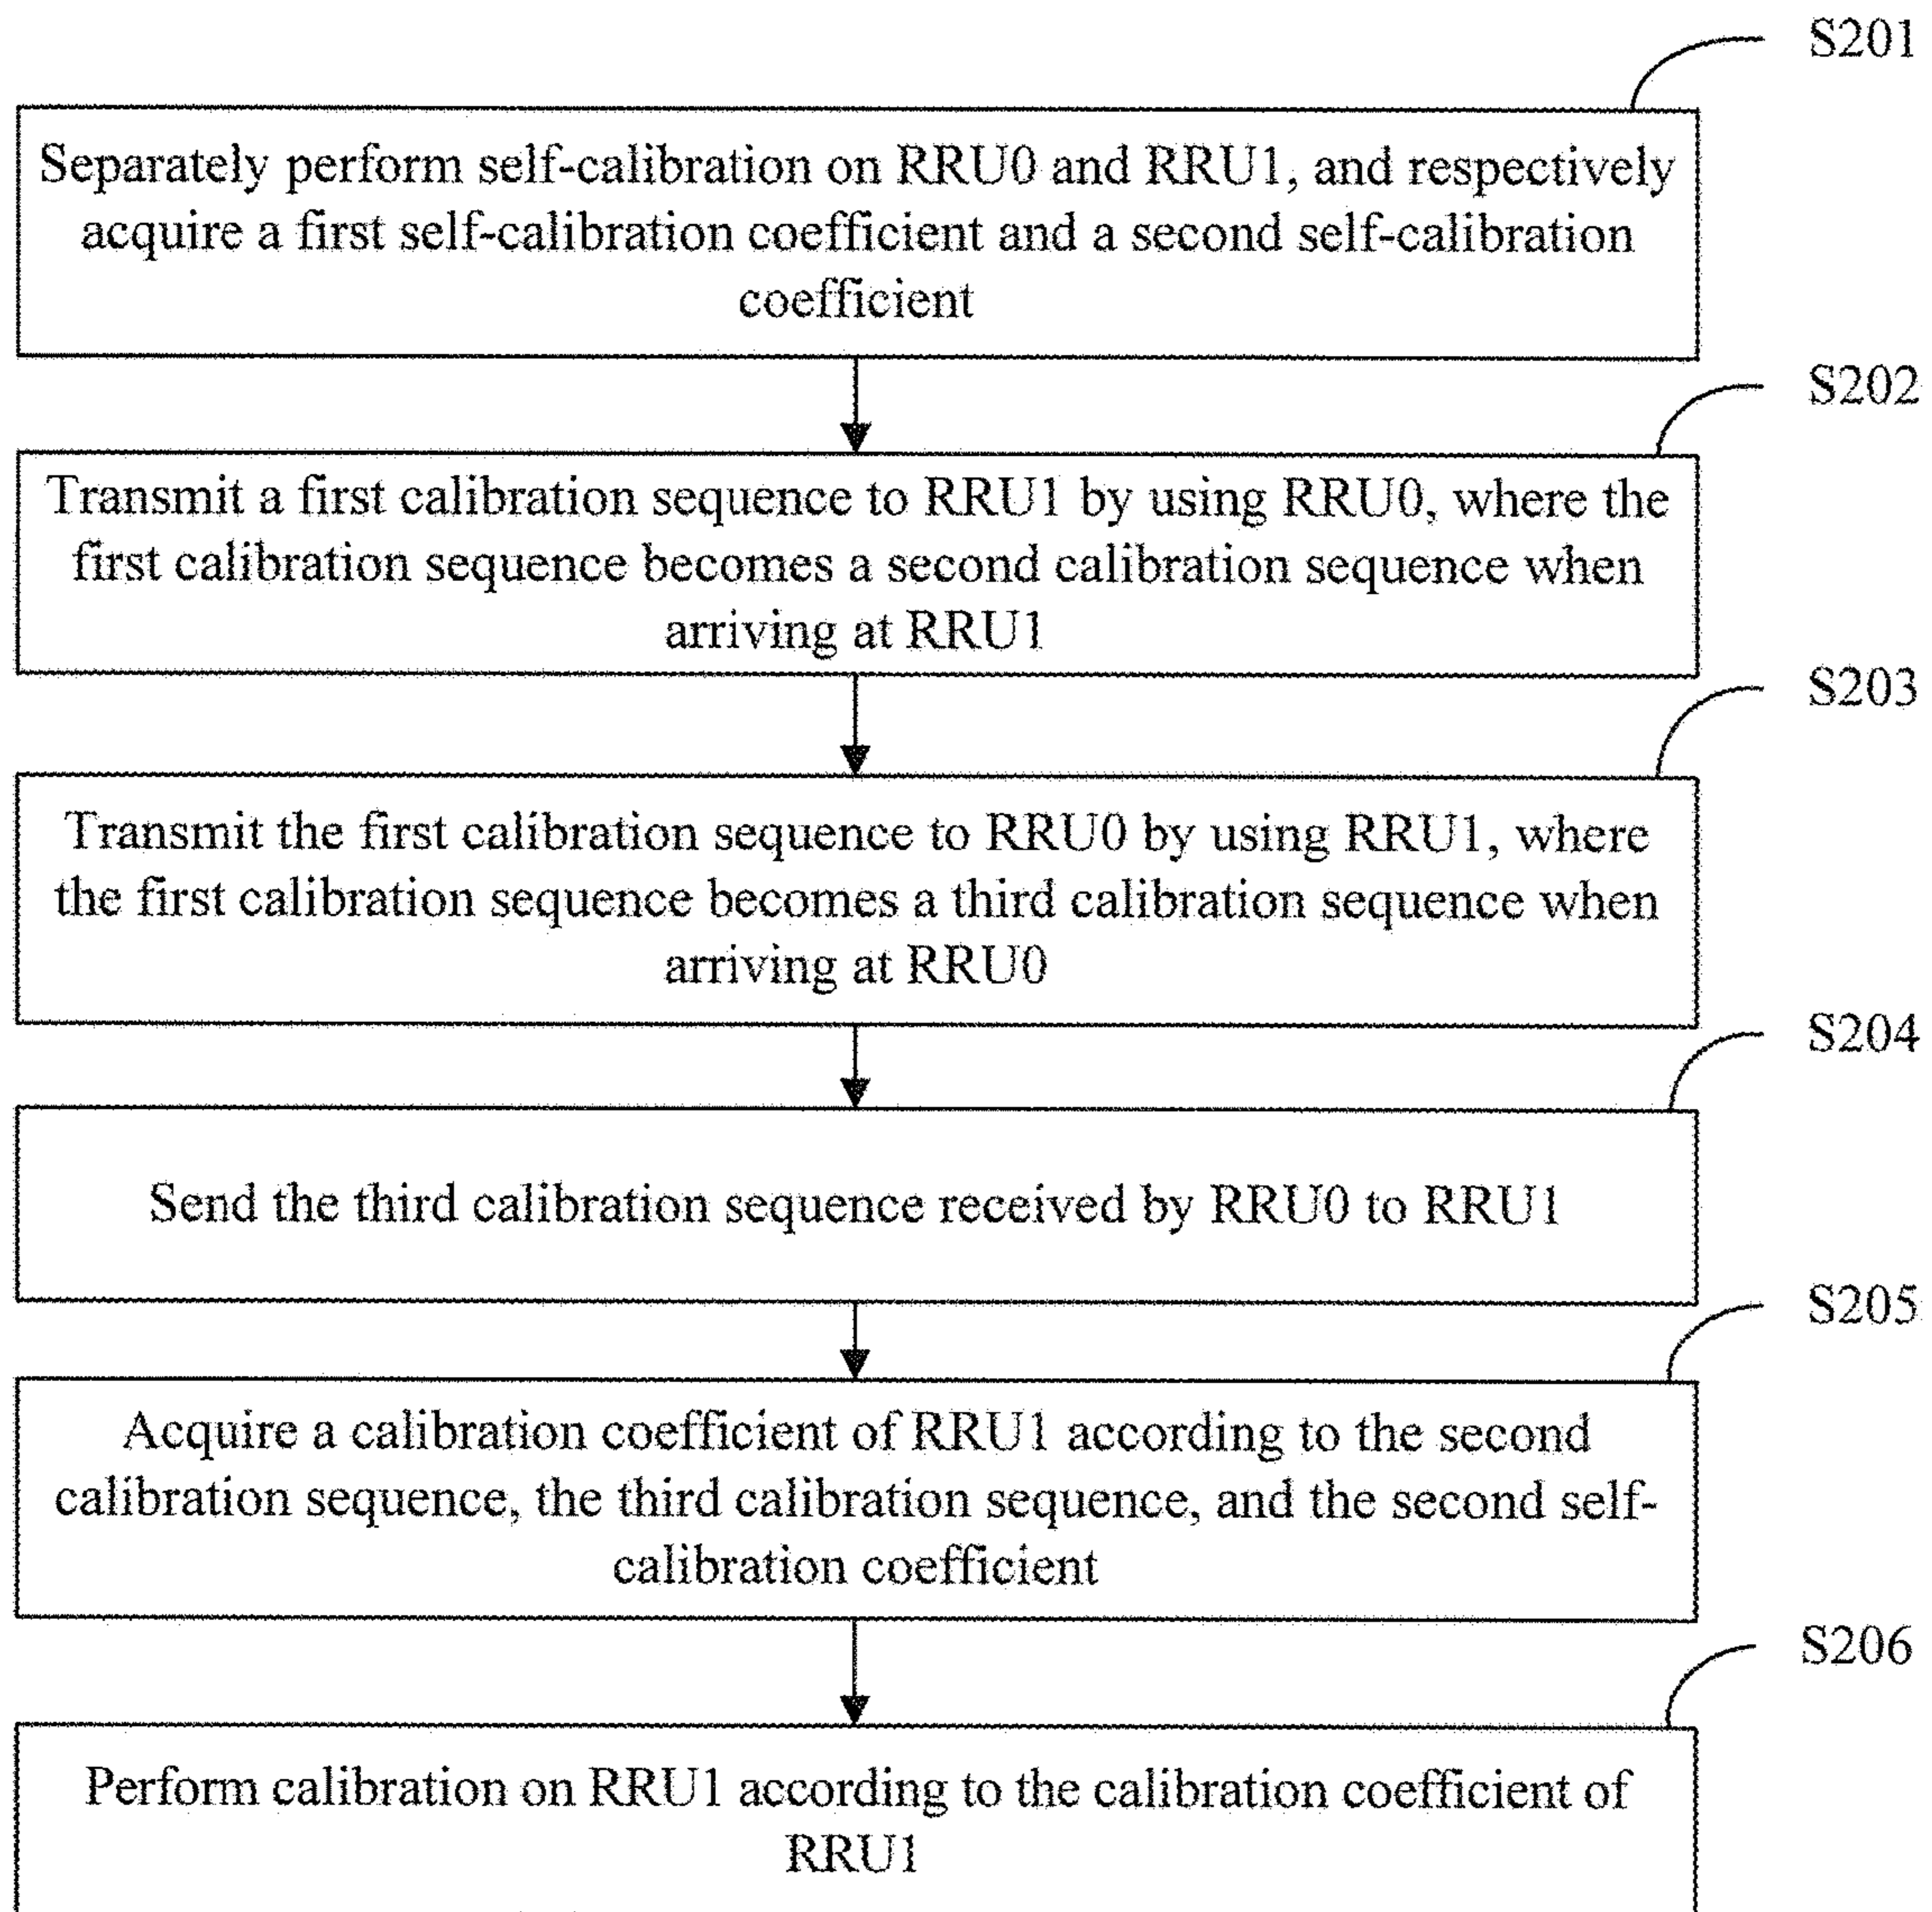 S201
Separately perform self-calibration on RRU0 and RRU1, and respectively
acquire a first self-calibration coefficient and a second self-calibration
coefficient
S202
Transmit a first calibration sequence to RRU1 by using RRU0, where the
first calibration sequence becomes a second calibration sequence when
arriving at RRU1
S203
Transmit the first calibration sequence to RRU0 by using RRU1, where
the first calibration sequence becomes a third calibration sequence when
arriving at RRU0
S204
Send the third calibration sequence received by RRU0 to RRU1
S205
Acquire a calibration coefficient of RRU1 according to the second
calibration sequence, the third calibration sequence, and the second self-
calibration coefficient
S206
Perform calibration on RRU1 according to the calibration coefficient of
RRU1